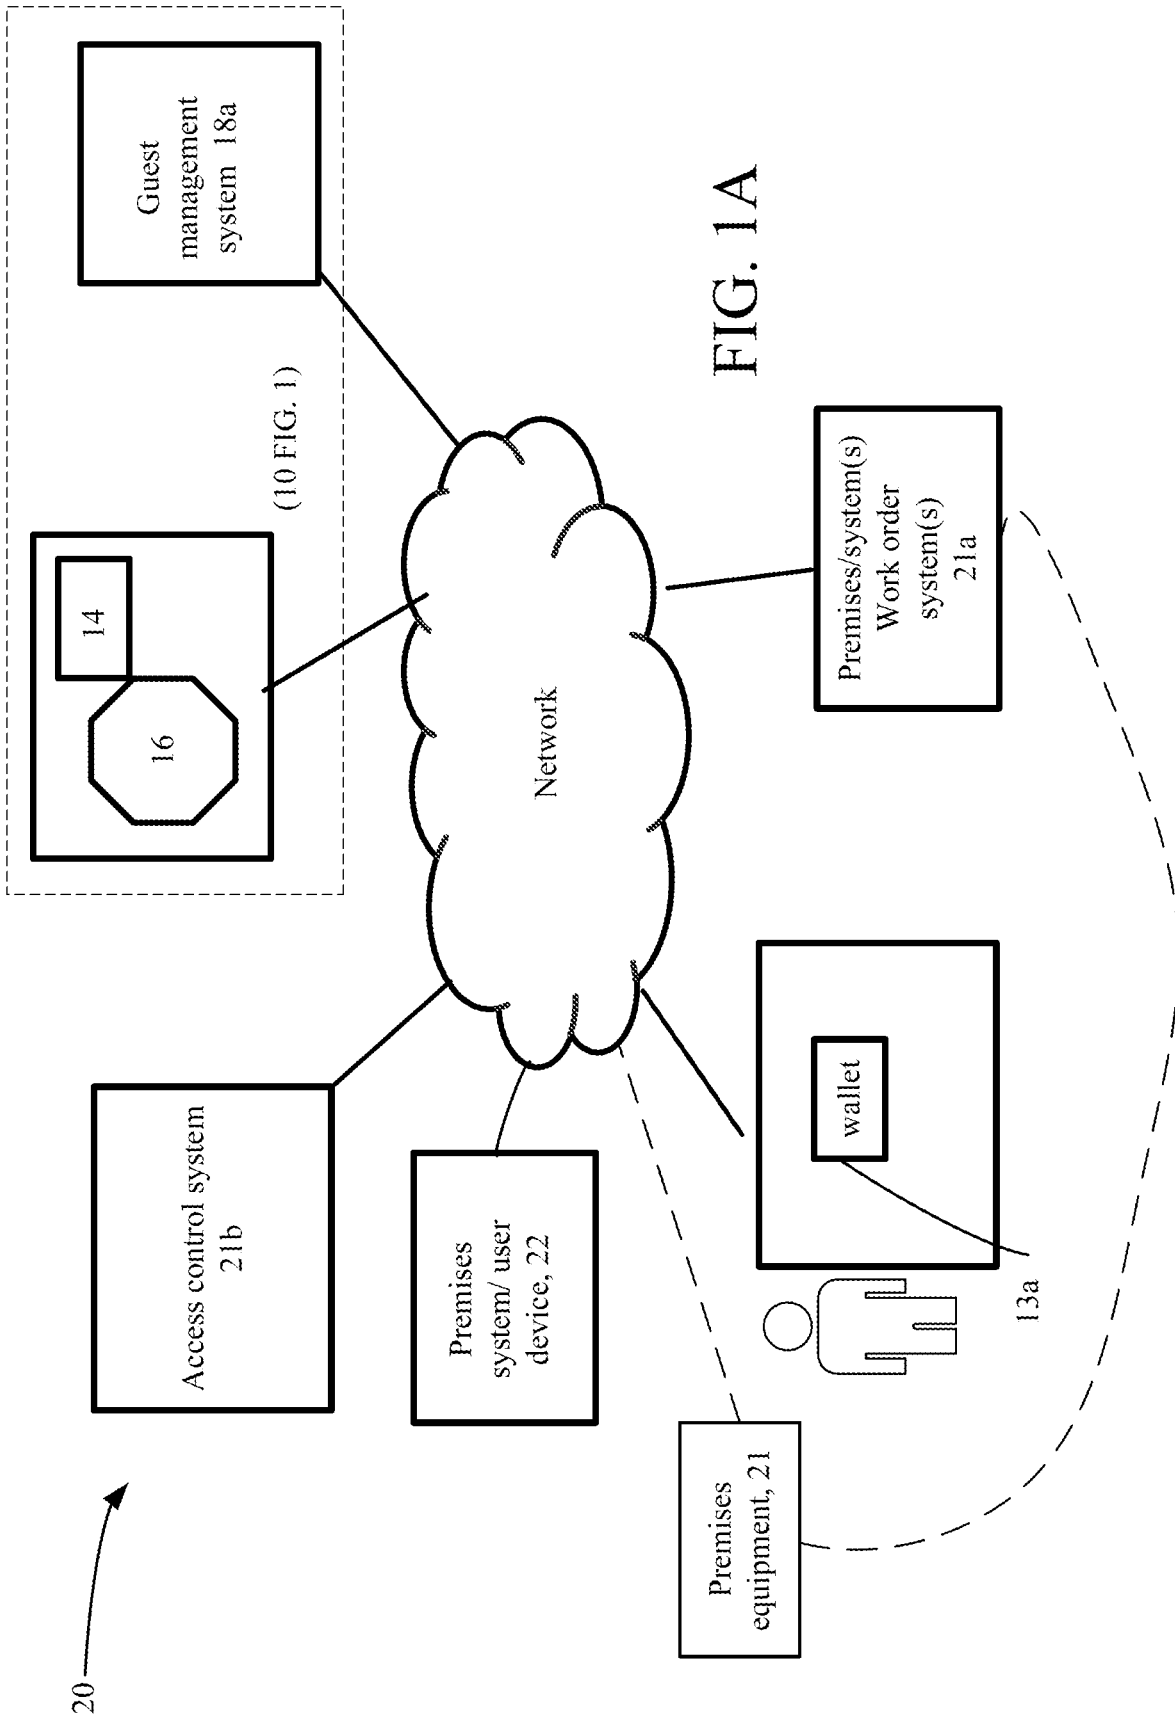 20
Access control system
21b
14
16
(10 FIG. 1)
Guest
management
system 18a
Premises
system/ user
device, 22
Network
Premises
equipment, 21
wallet
13a
Premises/system(s)
Work order
system(s)
21a
FIG. 1A